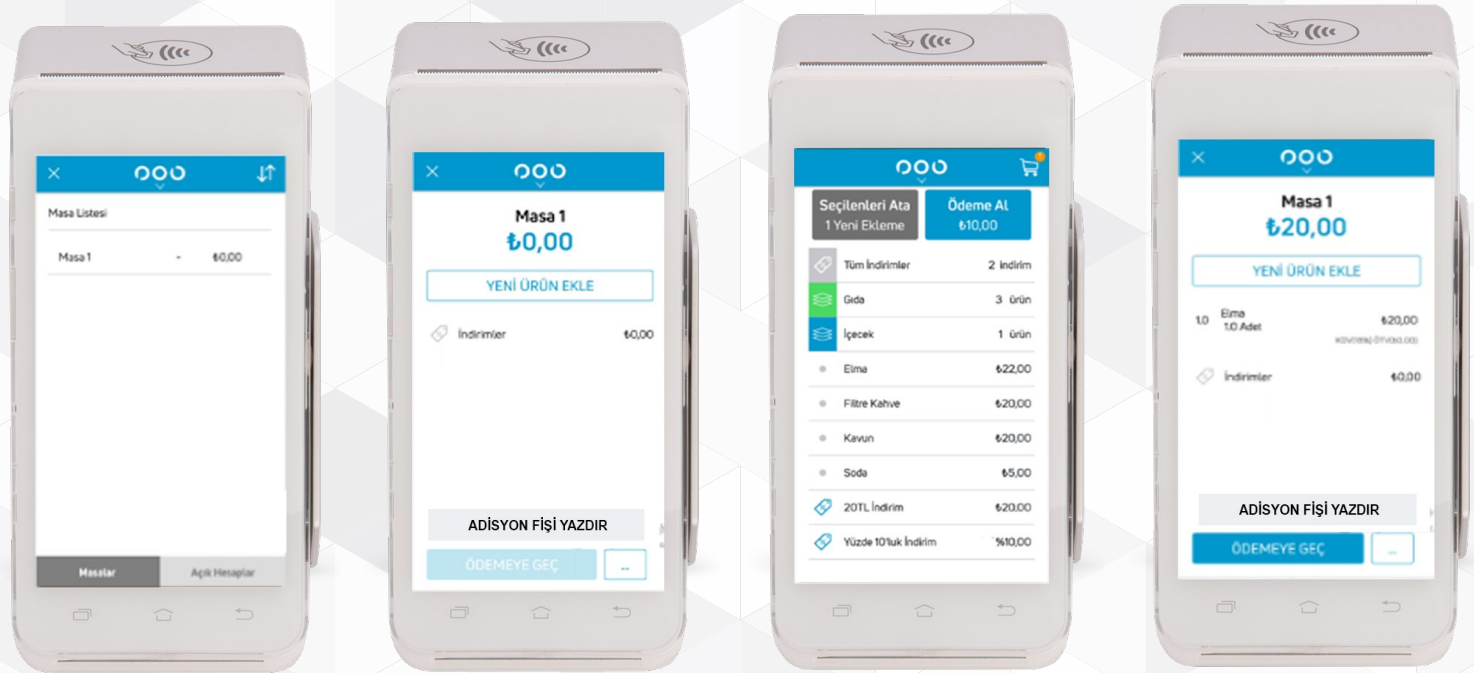 Masa Listesi
Masa 1 - ₺0,00
Masalar Açık Hesaplar
Masa 1
₺0,00
YENİ ÜRÜN EKLE
İndirimler ₺0,00
ADİSYON FİŞİ YAZDIR
ÖDEMEYE GEÇ ...
Seçilenleri Ata Ödeme Al
1 Yeni Ekleme ₺10,00
Tüm İndirimler 2 indirim
Gıda 3 ürün
İçecek 1 ürün
Elma ₺22,00
Filtre Kahve ₺20,00
Kavun ₺20,00
Soda ₺5,00
20TL İndirim ₺20,00
Yüzde 10'luk İndirim %10,00
Masa 1
₺20,00
YENİ ÜRÜN EKLE
1.0 Elma ₺20,00
1.0 Adet
İndirimler ₺0,00
ADİSYON FİŞİ YAZDIR
ÖDEMEYE GEÇ ...